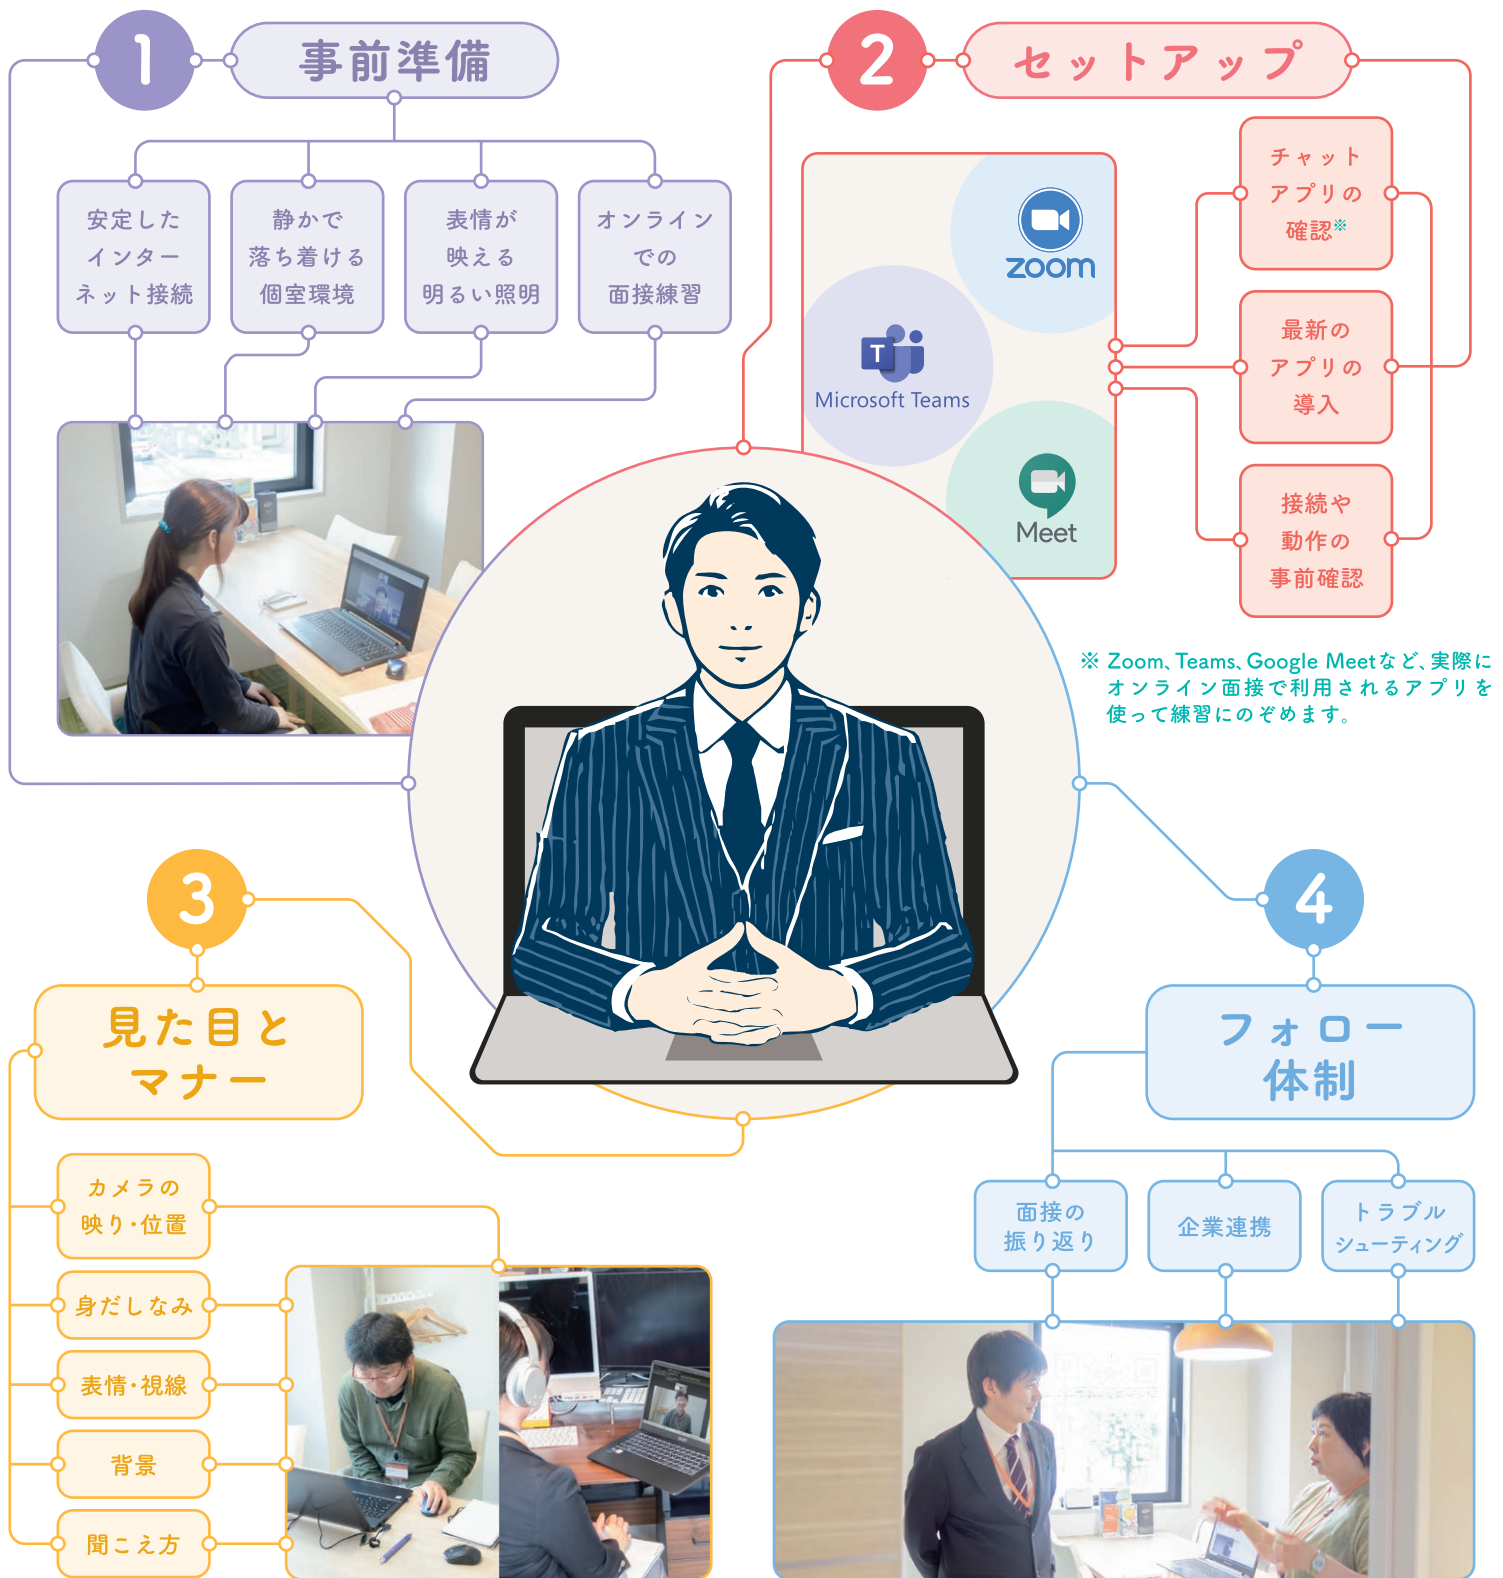 1
事前準備
安定した
インター
ネット接続
静かで
落ち着ける
個室環境
表情が
映える
明るい照明
オンライン
での
面接練習
2
セットアップ
zoom
T
Microsoft Teams
Meet
チャット
アプリの
確認※
最新の
アプリの
導入
接続や
動作の
事前確認
※ Zoom、Teams、Google Meetなど、実際に
オンライン面接で利用されるアプリを
使って練習にのぞめます。
3
見た目と
マナー
カメラの
映り・位置
身だしなみ
表情・視線
背景
聞こえ方
4
フォロー
体制
面接の
振り返り
企業連携
トラブル
シューティング